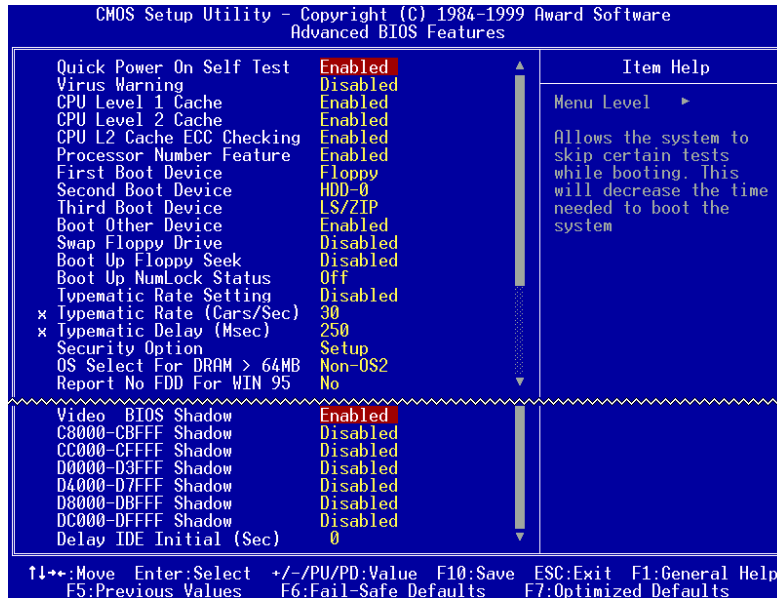 CMOS Setup Utility - Copyright (C) 1984-1999 Award Software
Advanced BIOS Features
Quick Power On Self Test Enabled
Virus Warning Disabled
CPU Level 1 Cache Enabled
CPU Level 2 Cache Enabled
CPU L2 Cache ECC Checking Enabled
Processor Number Feature Enabled
First Boot Device Floppy
Second Boot Device HDD-0
Third Boot Device LS/ZIP
Boot Other Device Enabled
Swap Floppy Drive Disabled
Boot Up Floppy Seek Disabled
Boot Up NumLock Status Off
Typematic Rate Setting Disabled
x Typematic Rate (Cars/Sec) 30
x Typematic Delay (Msec) 250
Security Option Setup
OS Select For DRAM > 64MB Non-OS2
Report No FDD For WIN 95 No
Video BIOS Shadow Enabled
C8000-CBFFF Shadow Disabled
CC000-CFFFF Shadow Disabled
D0000-D3FFF Shadow Disabled
D4000-D7FFF Shadow Disabled
D8000-DBFFF Shadow Disabled
DC000-DFFFF Shadow Disabled
Delay IDE Initial (Sec) 0
Item Help
Menu Level ►
Allows the system to
skip certain tests
while booting. This
will decrease the time
needed to boot the
system
↑↓→←:Move Enter:Select +/-/PU/PD:Value F10:Save ESC:Exit F1:General Help
F5:Previous Values F6:Fail-Safe Defaults F7:Optimized Defaults